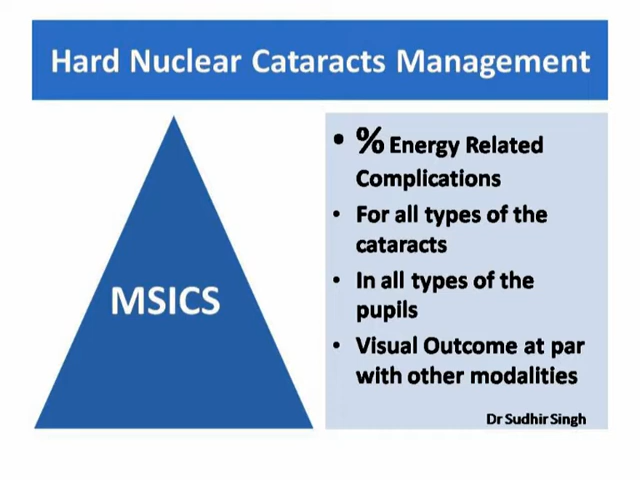 Hard Nuclear Cataracts Management
MSICS
• % Energy Related
Complications
• For all types of the
cataracts
• In all types of the
pupils
• Visual Outcome at par
with other modalities
Dr Sudhir Singh